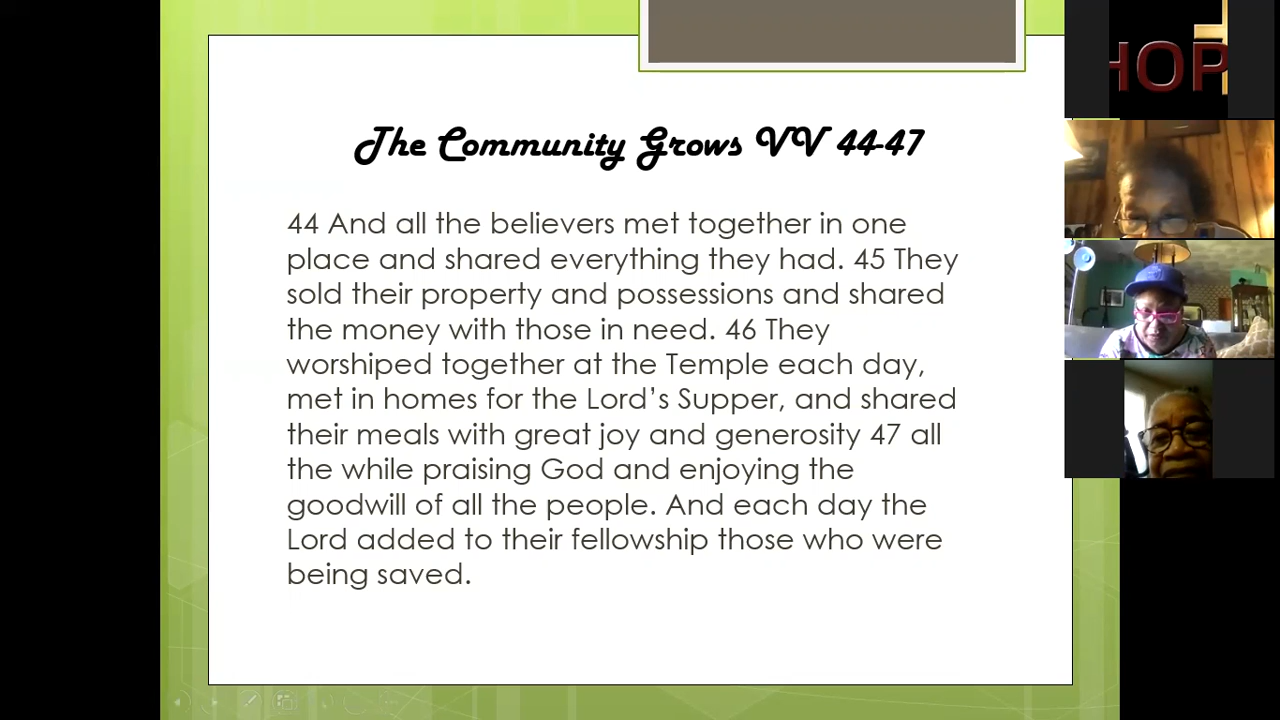 The Community Grows VV 44-47
44 And all the believers met together in one
place and shared everything they had. 45 They
sold their property and possessions and shared
the money with those in need. 46 They
worshiped together at the Temple each day,
met in homes for the Lord’s Supper, and shared
their meals with great joy and generosity 47 all
the while praising God and enjoying the
goodwill of all the people. And each day the
Lord added to their fellowship those who were
being saved.
HOP